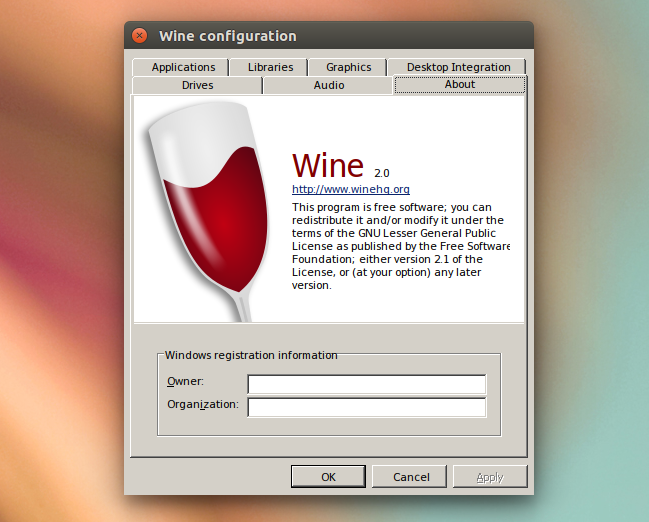 Wine configuration
Applications Libraries Graphics Desktop Integration
Drives Audio About
Wine 2.0
http://www.winehq.org
This program is free software; you can
redistribute it and/or modify it under the
terms of the GNU Lesser General Public
License as published by the Free Software
Foundation; either version 2.1 of the
License, or (at your option) any later
version.
Windows registration information
Owner:
Organization:
OK Cancel Apply